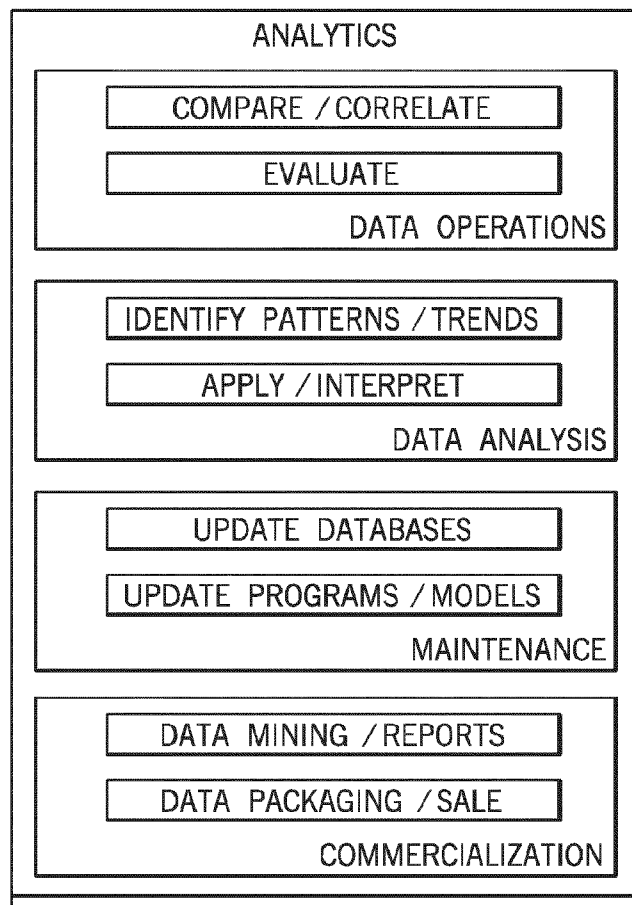 ANALYTICS
COMPARE / CORRELATE
EVALUATE
DATA OPERATIONS
IDENTIFY PATTERNS / TRENDS
APPLY / INTERPRET
DATA ANALYSIS
UPDATE DATABASES
UPDATE PROGRAMS / MODELS
MAINTENANCE
DATA MINING / REPORTS
DATA PACKAGING / SALE
COMMERCIALIZATION